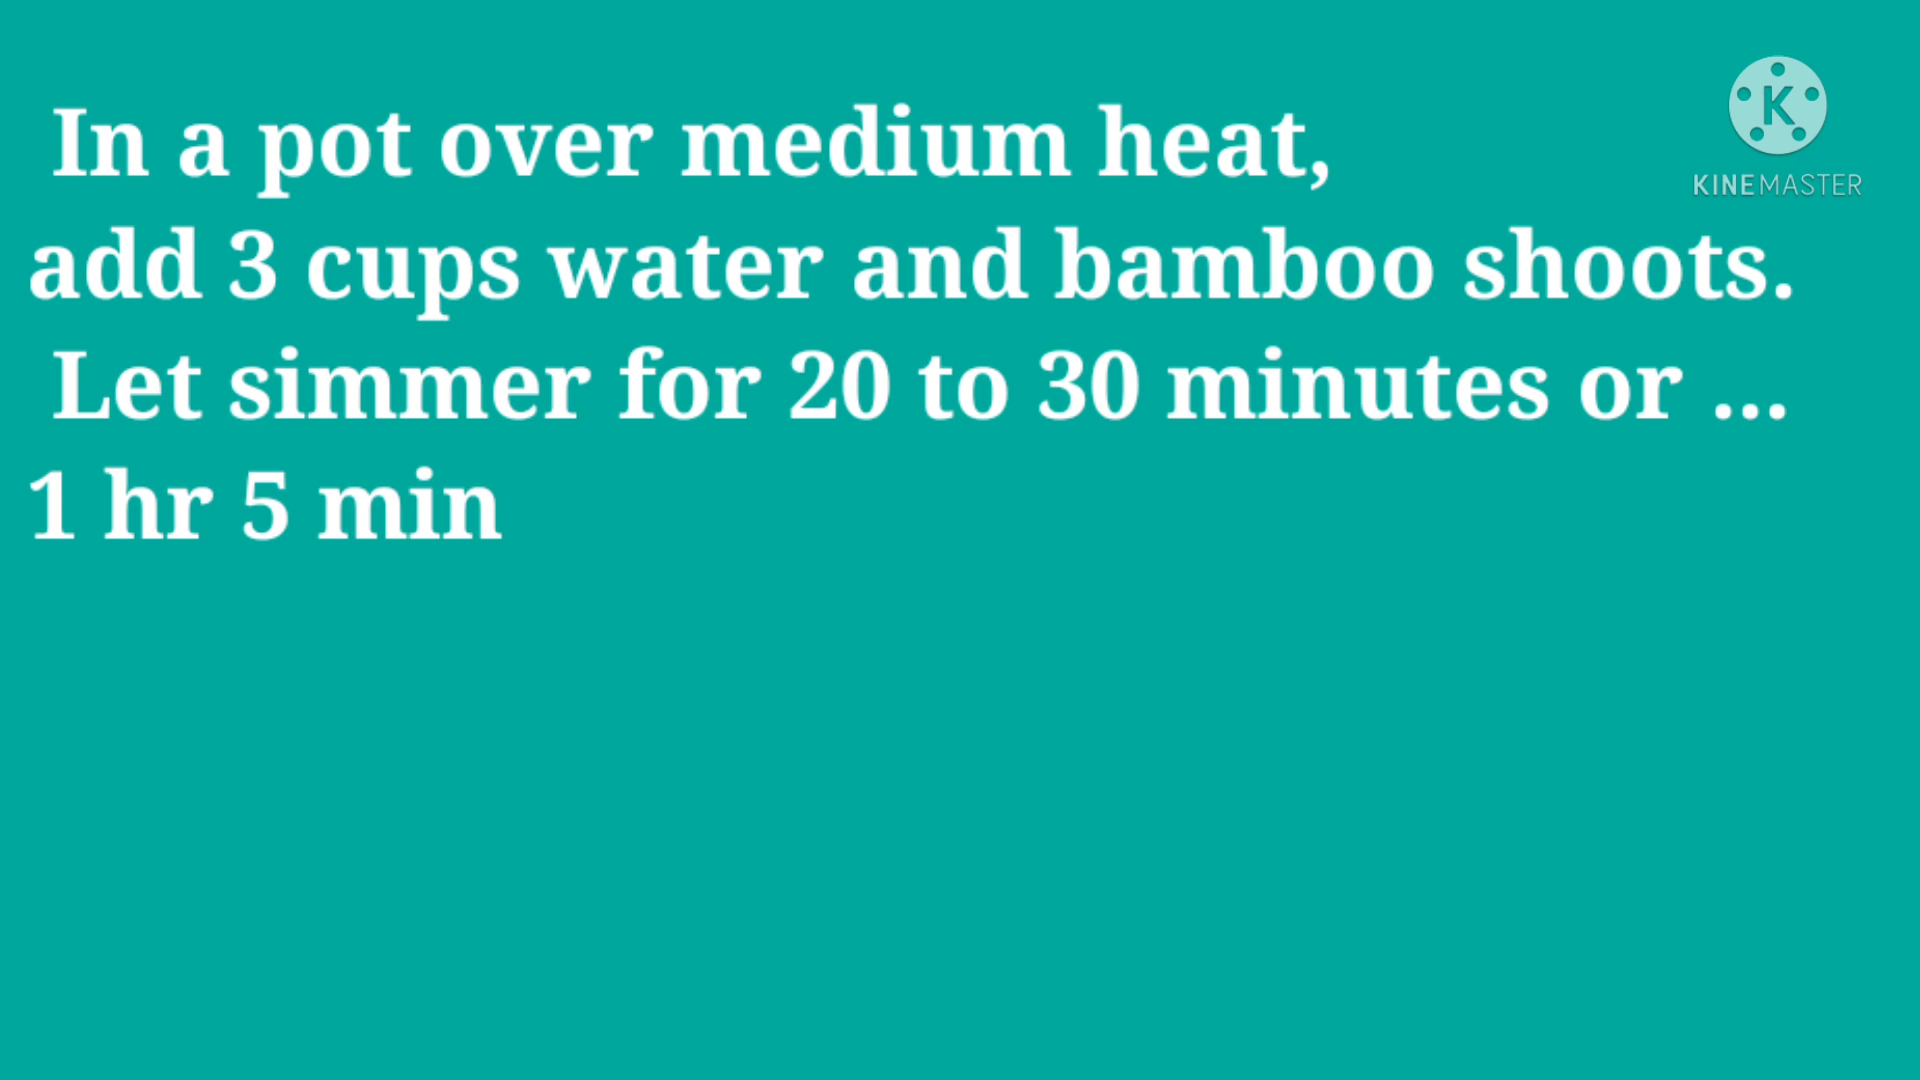 In a pot over medium heat,
add 3 cups water and bamboo shoots.
Let simmer for 20 to 30 minutes or ...
1 hr 5 min
K
KINEMASTER